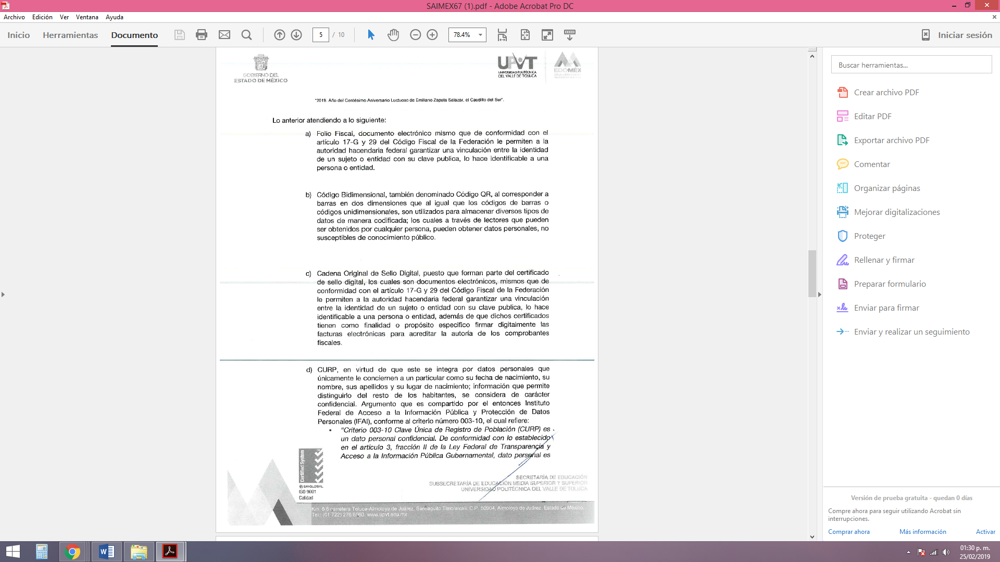 SAIMEX67 (1).pdf - Adobe Acrobat Pro DC
Archivo Edición Ver Ventana Ayuda
Inicio Herramientas Documento 5 / 10 78.4% Iniciar sesión
GOBIERNO DEL
ESTADO DE MÉXICO
UPVT
UNIVERSIDAD POLITÉCNICA
DEL VALLE DE TOLUCA
EDOMÉX
"2019. Año del Centésimo Aniversario Luctuoso de Emiliano Zapata Salazar, el Caudillo del Sur".
Lo anterior atendiendo a lo siguiente:
a) Folio Fiscal, documento electrónico mismo que de conformidad con el
artículo 17-G y 29 del Código Fiscal de la Federación le permiten a la
autoridad hacendaria federal garantizar una vinculación entre la identidad
de un sujeto o entidad con su clave publica, lo hace identificable a una
persona o entidad.
b) Código Bidimensional, también denominado Código QR, al corresponder a
barras en dos dimensiones que al igual que los códigos de barras o
códigos unidimensionales, son utilizados para almacenar diversos tipos de
datos de manera codificada; los cuales a través de lectores que pueden
ser obtenidos por cualquier persona, pueden obtener datos personales, no
susceptibles de conocimiento público.
c) Cadena Original de Sello Digital, puesto que forman parte del certificado
de sello digital, los cuales son documentos electrónicos, mismos que de
conformidad con el artículo 17-G y 29 del Código Fiscal de la Federación
le permiten a la autoridad hacendaria federal garantizar una vinculación
entre la identidad de un sujeto o entidad con su clave publica, lo hace
identificable a una persona o entidad, además de que dichos certificados
tienen como finalidad o propósito especifico firmar digitalmente las
facturas electrónicas para acreditar la autoría de los comprobantes
fiscales.
d) CURP, en virtud de que este se integra por datos personales que
únicamente le conciernen a un particular como su fecha de nacimiento, su
nombre, sus apellidos y su lugar de nacimiento; información que permite
distinguirlo del resto de los habitantes, se considera de carácter
confidencial. Argumento que es compartido por el entonces Instituto
Federal de Acceso a la Información Pública y Protección de Datos
Personales (IFAI), conforme al criterio número 003-10, el cual refiere:
▪ "Criterio 003-10 Clave Única de Registro de Población (CURP) es
un dato personal confidencial. De conformidad con lo establecido
en el artículo 3, fracción II de la Ley Federal de Transparencia y
Acceso a la Información Pública Gubernamental, dato personal es
Certified System
SAI GLOBAL
ISO 9001
Calidad
SECRETARÍA DE EDUCACIÓN
SUBSECRETARÍA DE EDUCACIÓN MEDIA SUPERIOR Y SUPERIOR
UNIVERSIDAD POLITÉCNICA DEL VALLE DE TOLUCA
Km. 5.6 carretera Toluca-Almoloya de Juárez, Santiaguito Tlalcilalcali, C.P. 50904, Almoloya de Juárez, Estado de México.
Tel.: (01 722) 276 6060. www.upvt.edu.mx
Buscar herramientas...
Crear archivo PDF
Editar PDF
Exportar archivo PDF
Comentar
Organizar páginas
Mejorar digitalizaciones
Proteger
Rellenar y firmar
Preparar formulario
Enviar para firmar
Enviar y realizar un seguimiento
Versión de prueba gratuita - quedan 0 días
Compre ahora para seguir utilizando Acrobat sin
interrupciones.
Comprar ahora Más información Activar
01:30 p. m.
25/02/2019